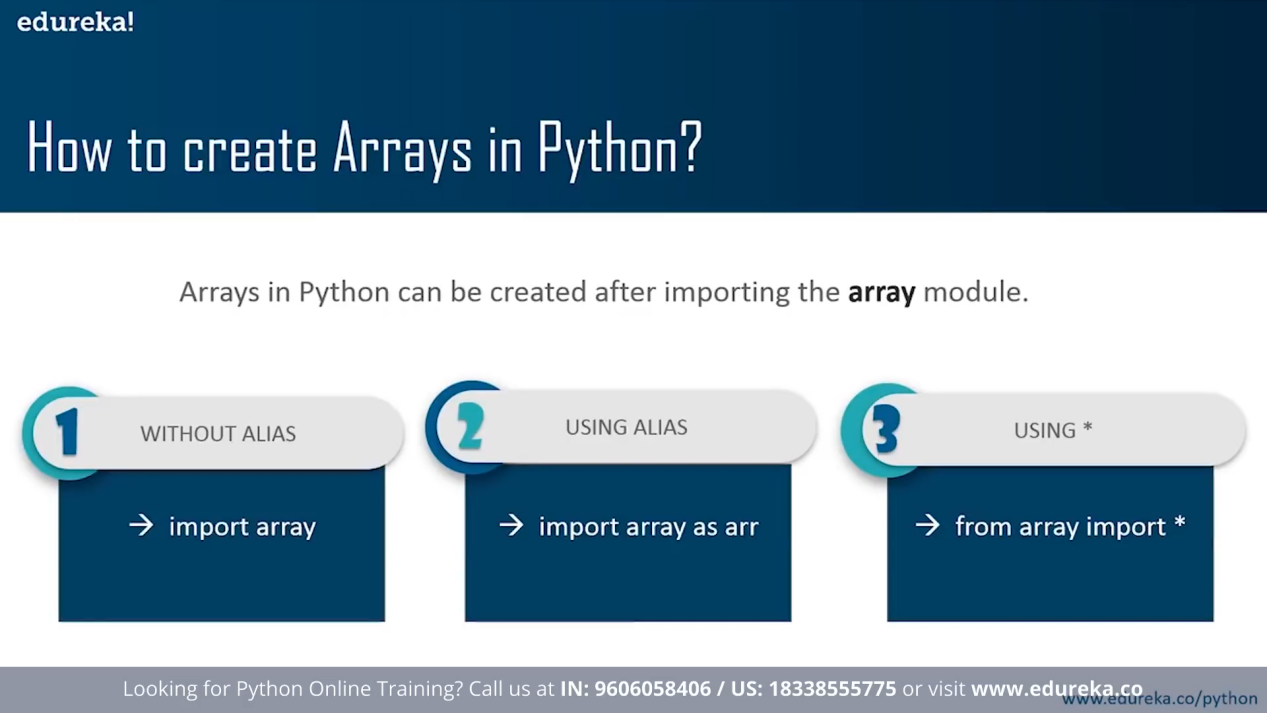 edureka!
How to create Arrays in Python?
Arrays in Python can be created after importing the array module.
1 WITHOUT ALIAS
→ import array
2 USING ALIAS
→ import array as arr
3 USING *
→ from array import *
Looking for Python Online Training? Call us at IN: 9606058406 / US: 18338555775 or visit www.edureka.co
www.edureka.co/python